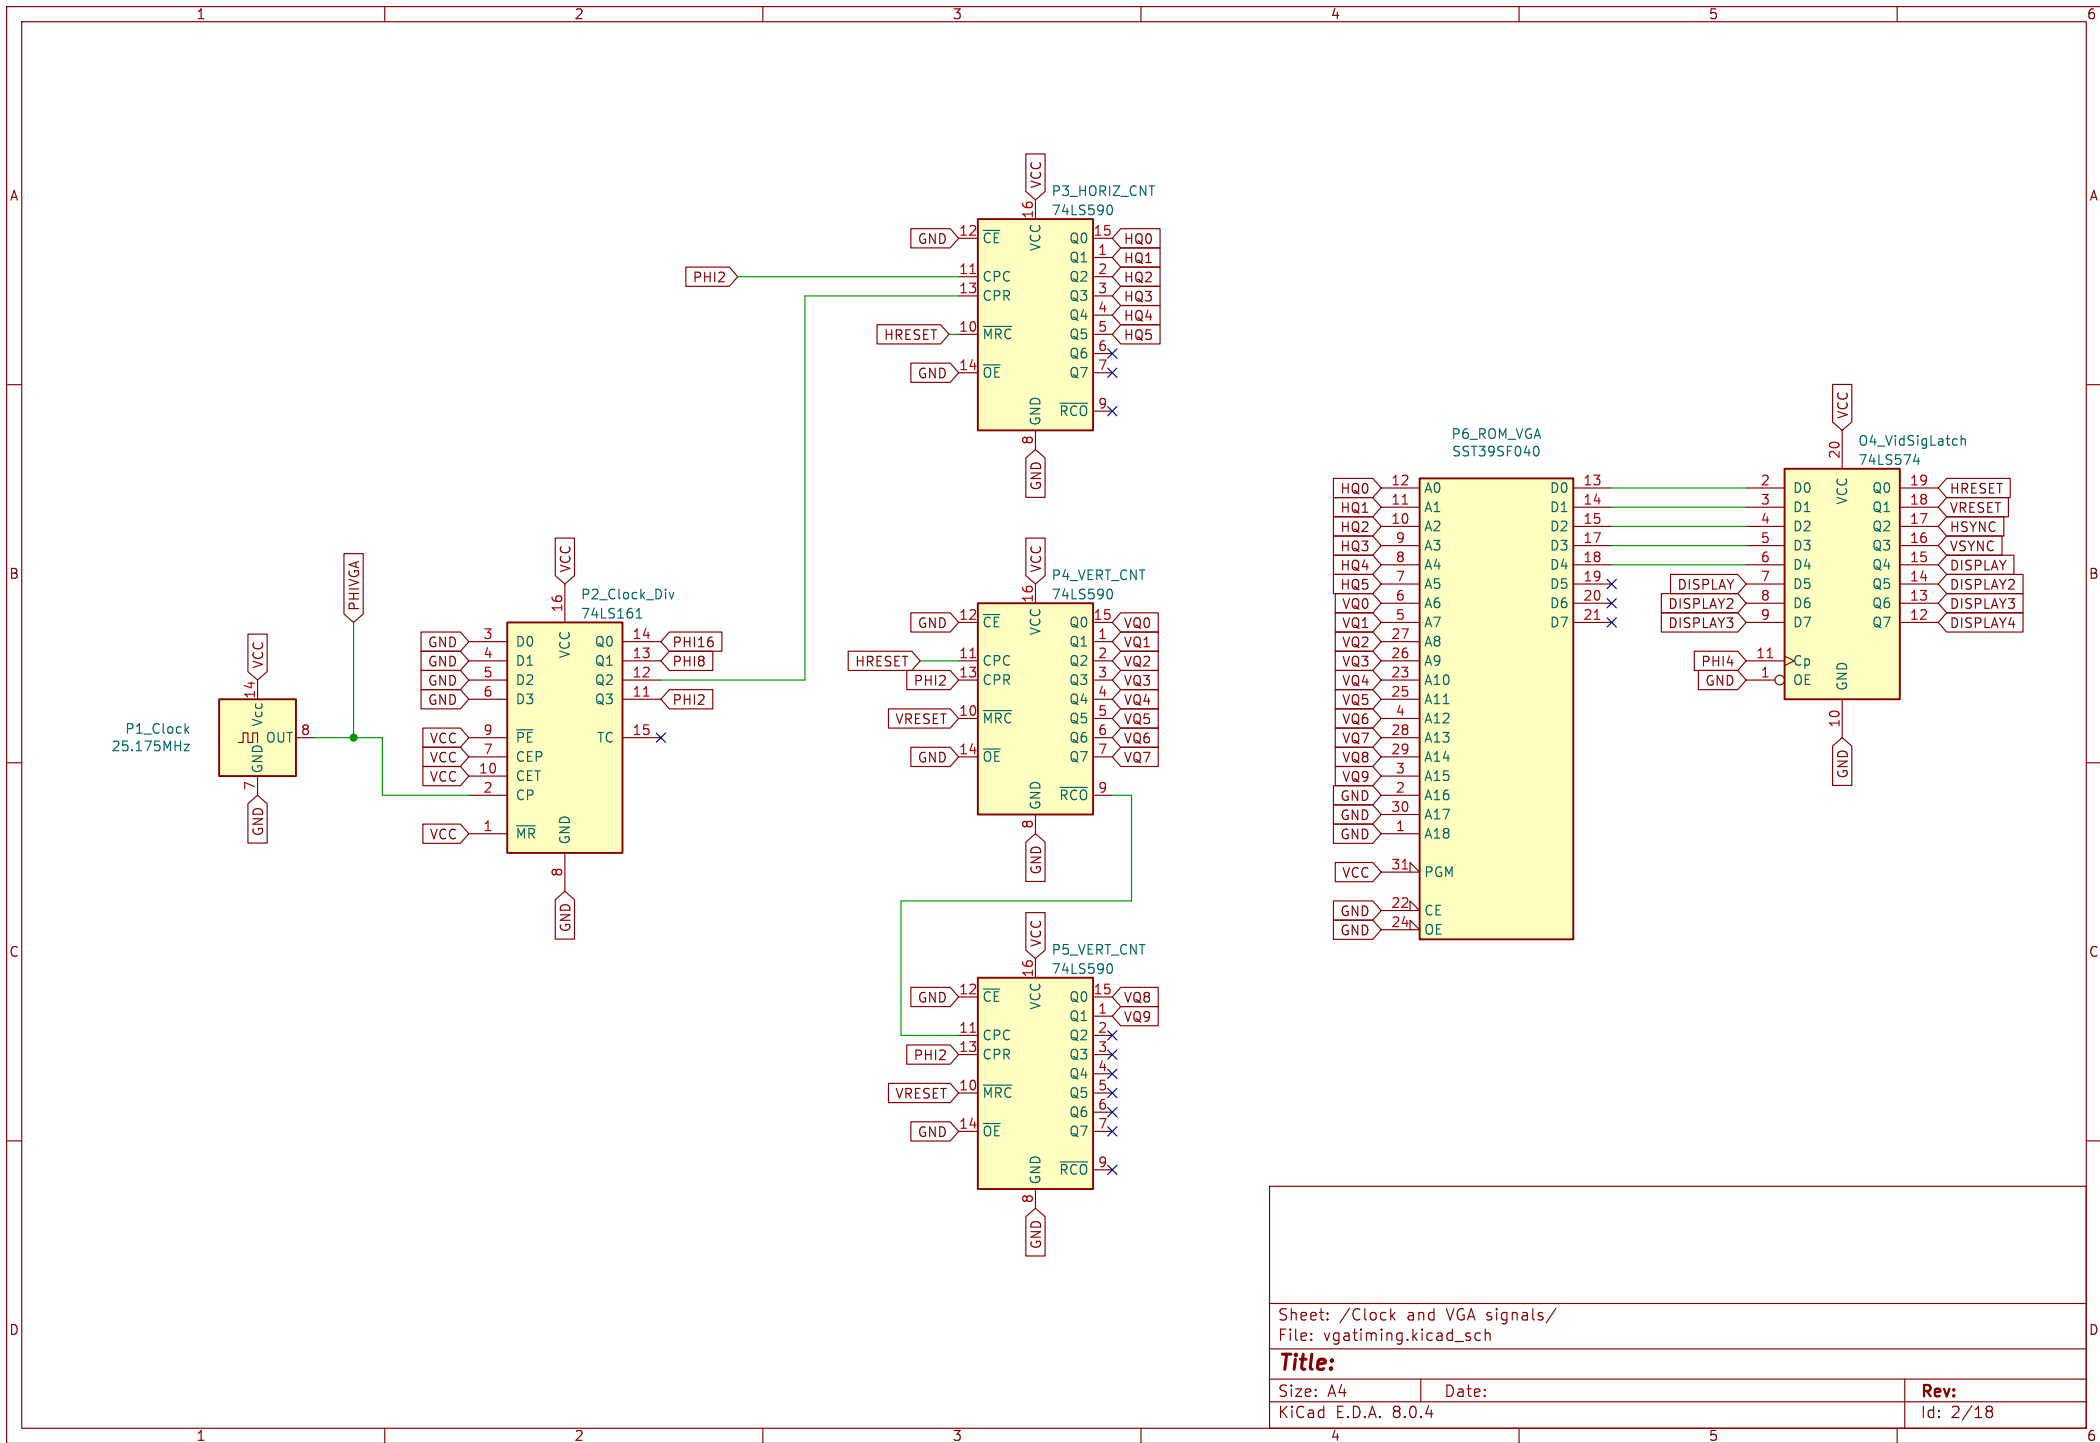 1 2 3 4 5 6
A A
B B
C C
D D
P1_Clock
25.175MHz
VCC
14
Vcc
OUT 8
GND
7
GND
PHIVGA
P2_Clock_Div
74LS161
VCC
16
VCC
GND 3 D0 Q0 14 PHI16
GND 4 D1 Q1 13 PHI8
GND 5 D2 Q2 12
GND 6 D3 Q3 11 PHI2
VCC 9 PE TC 15
VCC 7 CEP
VCC 10 CET
2 CP
VCC 1 MR
GND
8
GND
VCC
P3_HORIZ_CNT
74LS590
16
VCC
GND 12 CE Q0 15 HQ0
Q1 1 HQ1
PHI2 11 CPC Q2 2 HQ2
13 CPR Q3 3 HQ3
Q4 4 HQ4
HRESET 10 MRC Q5 5 HQ5
Q6 6
GND 14 OE Q7 7
RCO 9
GND
8
GND
VCC
P4_VERT_CNT
74LS590
16
VCC
GND 12 CE Q0 15 VQ0
Q1 1 VQ1
HRESET 11 CPC Q2 2 VQ2
PHI2 13 CPR Q3 3 VQ3
Q4 4 VQ4
VRESET 10 MRC Q5 5 VQ5
Q6 6 VQ6
GND 14 OE Q7 7 VQ7
RCO 9
GND
8
GND
VCC
P5_VERT_CNT
74LS590
16
VCC
GND 12 CE Q0 15 VQ8
Q1 1 VQ9
11 CPC Q2 2
PHI2 13 CPR Q3 3
Q4 4
VRESET 10 MRC Q5 5
Q6 6
GND 14 OE Q7 7
RCO 9
GND
8
GND
P6_ROM_VGA
SST39SF040
HQ0 12 A0 D0 13
HQ1 11 A1 D1 14
HQ2 10 A2 D2 15
HQ3 9 A3 D3 17
HQ4 8 A4 D4 18
HQ5 7 A5 D5 19
VQ0 6 A6 D6 20
VQ1 5 A7 D7 21
VQ2 27 A8
VQ3 26 A9
VQ4 23 A10
VQ5 25 A11
VQ6 4 A12
VQ7 28 A13
VQ8 29 A14
VQ9 3 A15
GND 2 A16
GND 30 A17
GND 1 A18
VCC 31 PGM
GND 22 CE
GND 24 OE
VCC
20
O4_VidSigLatch
74LS574
VCC
2 D0 Q0 19 HRESET
3 D1 Q1 18 VRESET
4 D2 Q2 17 HSYNC
5 D3 Q3 16 VSYNC
6 D4 Q4 15 DISPLAY
DISPLAY 7 D5 Q5 14 DISPLAY2
DISPLAY2 8 D6 Q6 13 DISPLAY3
DISPLAY3 9 D7 Q7 12 DISPLAY4
PHI4 11 Cp
GND 1 OE
GND
10
GND
Sheet: /Clock and VGA signals/
File: vgatiming.kicad_sch
Title:
Size: A4 Date: Rev:
KiCad E.D.A. 8.0.4 Id: 2/18
1 2 3 4 5 6